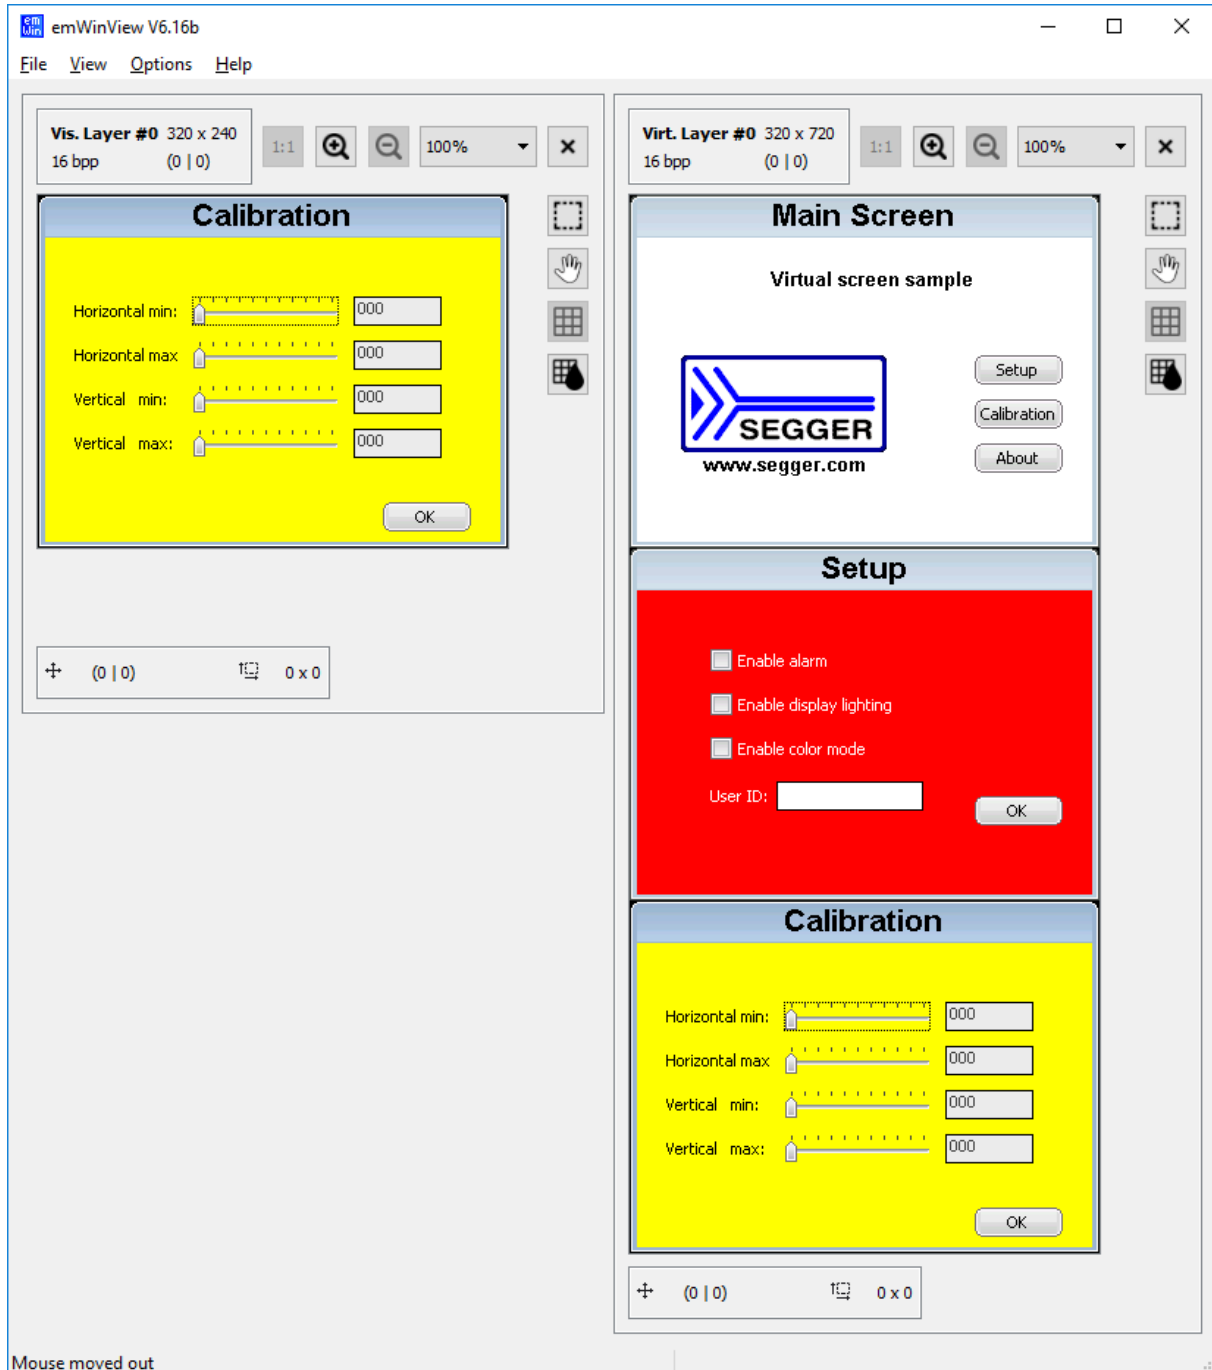 em
Win
emWinView V6.16b
File View Options Help
Vis. Layer #0 320 x 240
16 bpp (0 | 0)
1:1
100%
Calibration
Horizontal min: 000
Horizontal max 000
Vertical min: 000
Vertical max: 000
OK
(0 | 0) 0 x 0
Virt. Layer #0 320 x 720
16 bpp (0 | 0)
1:1
100%
Main Screen
Virtual screen sample
SEGGER
www.segger.com
Setup
Calibration
About
Setup
Enable alarm
Enable display lighting
Enable color mode
User ID:
OK
Calibration
Horizontal min: 000
Horizontal max 000
Vertical min: 000
Vertical max: 000
OK
(0 | 0) 0 x 0
Mouse moved out